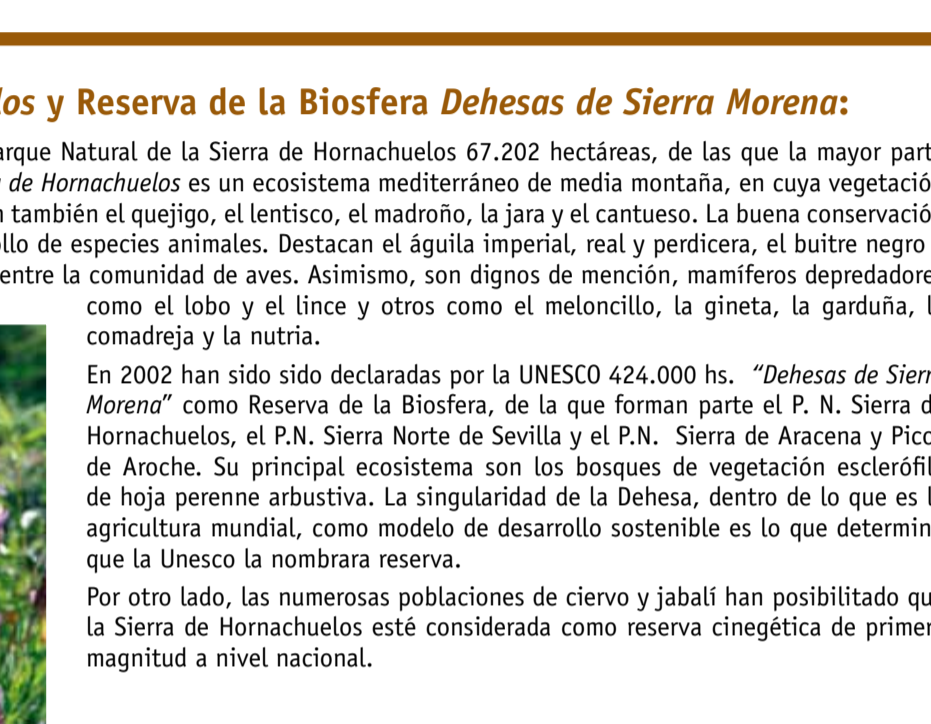 los y Reserva de la Biosfera Dehesas de Sierra Morena:
arque Natural de la Sierra de Hornachuelos 67.202 hectáreas, de las que la mayor part
de Hornachuelos es un ecosistema mediterráneo de media montaña, en cuya vegetació
n también el quejigo, el lentisco, el madroño, la jara y el cantueso. La buena conservació
ollo de especies animales. Destacan el águila imperial, real y perdicera, el buitre negro
entre la comunidad de aves. Asimismo, son dignos de mención, mamíferos depredadore
como el lobo y el lince y otros como el meloncillo, la gineta, la garduña, l
comadreja y la nutria.
En 2002 han sido sido declaradas por la UNESCO 424.000 hs. “Dehesas de Sierr
Morena” como Reserva de la Biosfera, de la que forman parte el P. N. Sierra d
Hornachuelos, el P.N. Sierra Norte de Sevilla y el P.N. Sierra de Aracena y Pico
de Aroche. Su principal ecosistema son los bosques de vegetación esclerófil
de hoja perenne arbustiva. La singularidad de la Dehesa, dentro de lo que es l
agricultura mundial, como modelo de desarrollo sostenible es lo que determin
que la Unesco la nombrara reserva.
Por otro lado, las numerosas poblaciones de ciervo y jabalí han posibilitado qu
la Sierra de Hornachuelos esté considerada como reserva cinegética de primer
magnitud a nivel nacional.